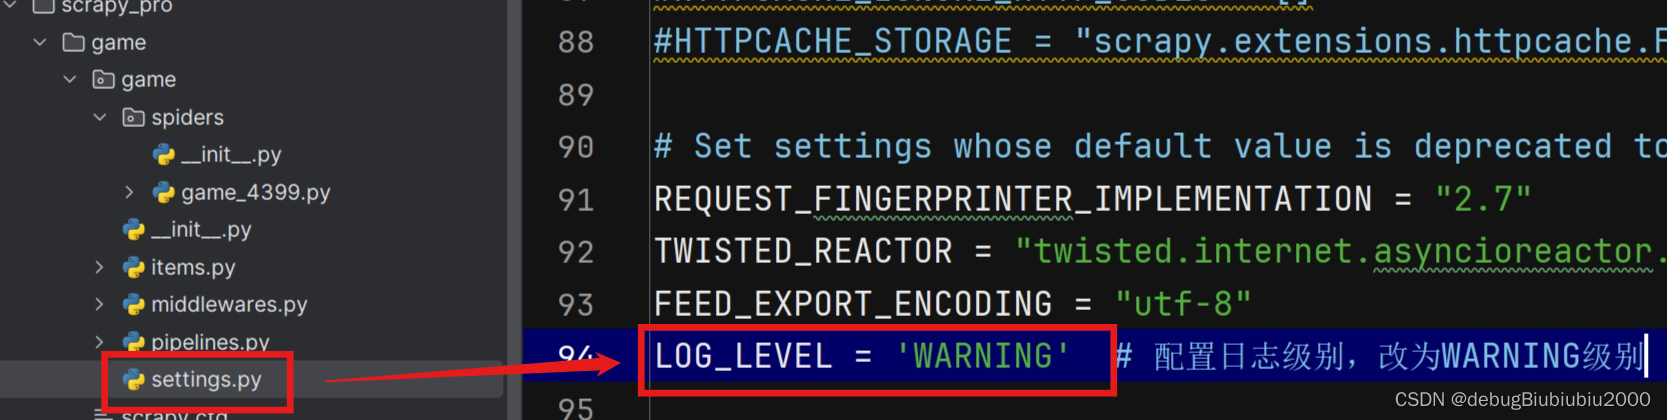 scrapy_pro
game
game
spiders
__init__.py
game_4399.py
__init__.py
items.py
middlewares.py
pipelines.py
settings.py
scrapy.cfg
88 #HTTPCACHE_STORAGE = "scrapy.extensions.httpcache.F
89
90 # Set settings whose default value is deprecated to
91 REQUEST_FINGERPRINTER_IMPLEMENTATION = "2.7"
92 TWISTED_REACTOR = "twisted.internet.asyncioreactor.
93 FEED_EXPORT_ENCODING = "utf-8"
94 LOG_LEVEL = 'WARNING' # 配置日志级别，改为WARNING级别
95
CSDN @debugBiubiubiu2000